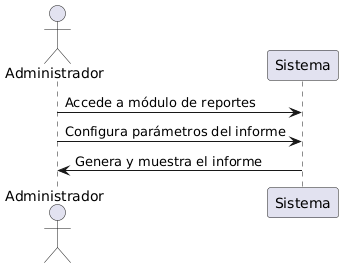 Administrador
Sistema
Accede a módulo de reportes
Configura parámetros del informe
Genera y muestra el informe
Administrador
Sistema